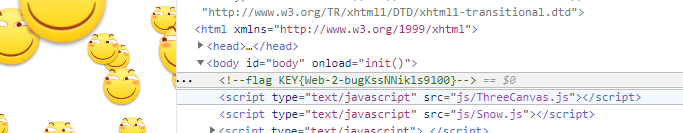 "http://www.w3.org/TR/xhtml1/DTD/xhtml1-transitional.dtd">
<html xmlns="http://www.w3.org/1999/xhtml">
▶<head>…</head>
▼<body id="body" onload="init()">
··· <!--flag KEY{Web-2-bugKssNNikls9100}--> == $0
<script type="text/javascript" src="js/ThreeCanvas.js"></script>
<script type="text/javascript" src="js/Snow.js"></script>
▶<script type="text/javascript">…</script>